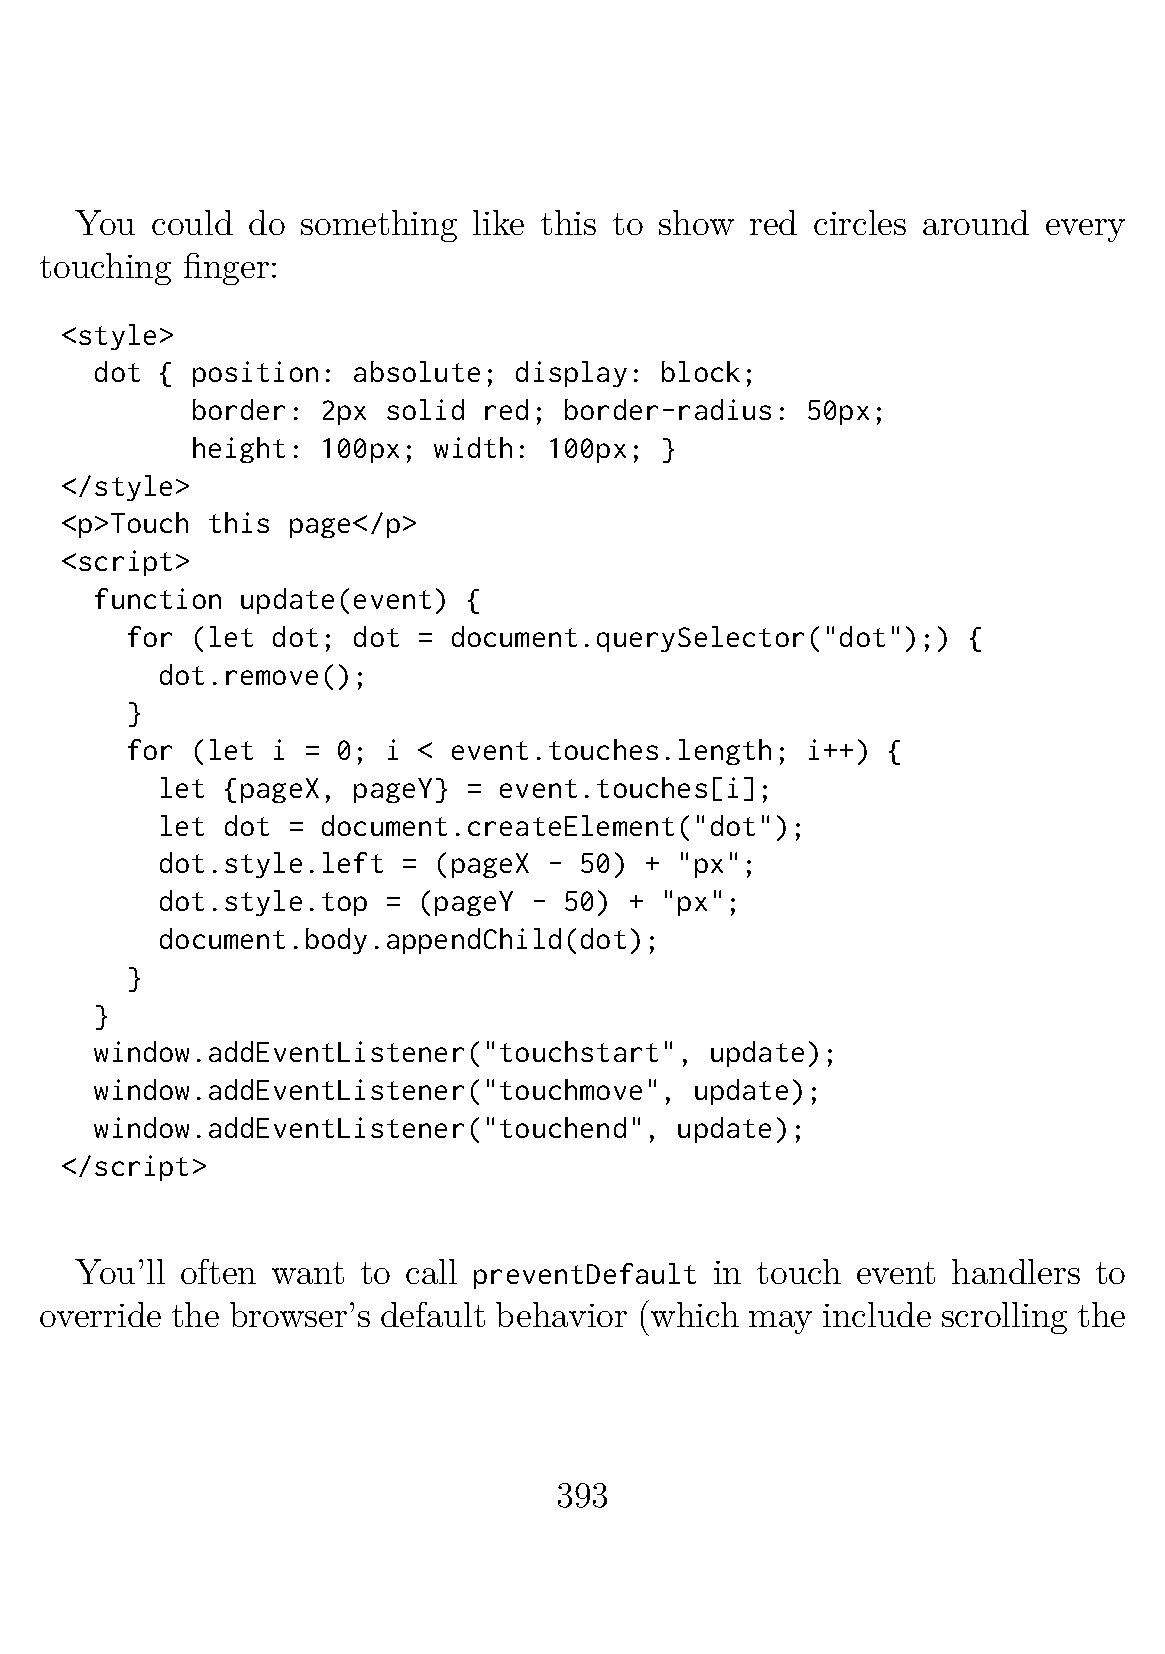 You could do something like this to show red circles around every
touching finger:
<style>
  dot { position: absolute; display: block;
        border: 2px solid red; border-radius: 50px;
        height: 100px; width: 100px; }
</style>
<p>Touch this page</p>
<script>
  function update(event) {
    for (let dot; dot = document.querySelector("dot");) {
      dot.remove();
    }
    for (let i = 0; i < event.touches.length; i++) {
      let {pageX, pageY} = event.touches[i];
      let dot = document.createElement("dot");
      dot.style.left = (pageX - 50) + "px";
      dot.style.top = (pageY - 50) + "px";
      document.body.appendChild(dot);
    }
  }
  window.addEventListener("touchstart", update);
  window.addEventListener("touchmove", update);
  window.addEventListener("touchend", update);
</script>
You'll often want to call preventDefault in touch event handlers to
override the browser's default behavior (which may include scrolling the
393